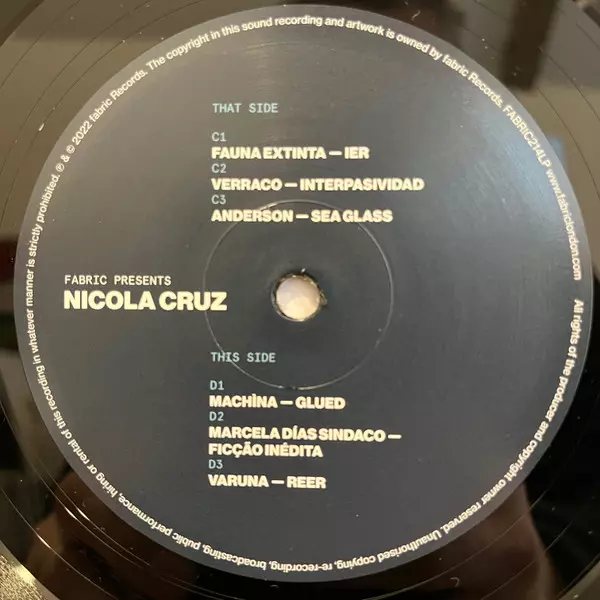 THAT SIDE
C1
FAUNA EXTINTA — IER
C2
VERRACO — INTERPASIVIDAD
C3
ANDERSON — SEA GLASS
FABRIC PRESENTS
NICOLA CRUZ
THIS SIDE
D1
MACHÌNA — GLUED
D2
MARCELA DÍAS SINDACO —
FICÇÃO INÉDITA
D3
VARUNA — REER
℗ & © 2022 fabric Records. The copyright in this sound recording and artwork is owned by fabric Records. FABRIC214LP www.fabriclondon.com
All rights of the producer and copyright owner reserved. Unauthorised copying, re-recording, broadcasting, public performance, hiring or rental of this recording in whatever manner is strictly prohibited.